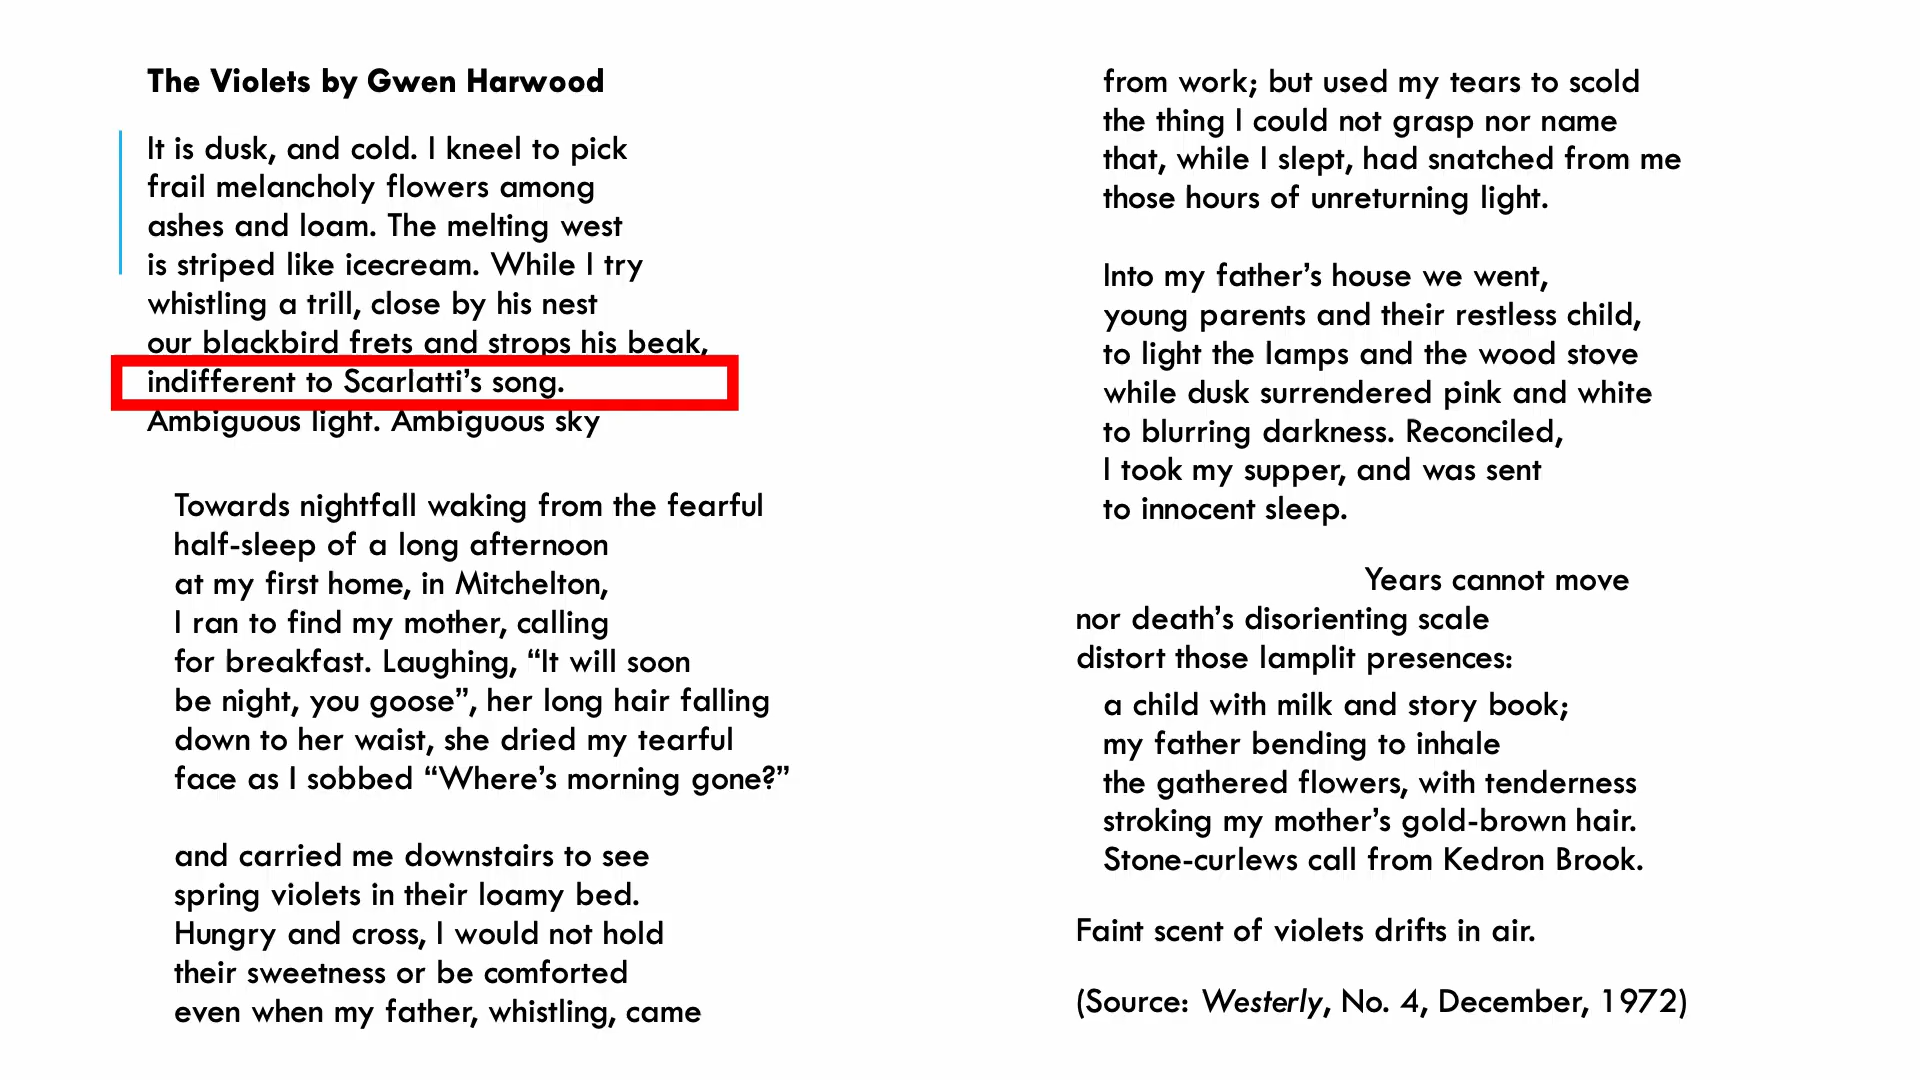 The Violets by Gwen Harwood
It is dusk, and cold. I kneel to pick
frail melancholy flowers among
ashes and loam. The melting west
is striped like icecream. While I try
whistling a trill, close by his nest
our blackbird frets and strops his beak,
indifferent to Scarlatti’s song.
Ambiguous light. Ambiguous sky
Towards nightfall waking from the fearful
half-sleep of a long afternoon
at my first home, in Mitchelton,
I ran to find my mother, calling
for breakfast. Laughing, “It will soon
be night, you goose”, her long hair falling
down to her waist, she dried my tearful
face as I sobbed “Where’s morning gone?”
and carried me downstairs to see
spring violets in their loamy bed.
Hungry and cross, I would not hold
their sweetness or be comforted
even when my father, whistling, came
from work; but used my tears to scold
the thing I could not grasp nor name
that, while I slept, had snatched from me
those hours of unreturning light.
Into my father’s house we went,
young parents and their restless child,
to light the lamps and the wood stove
while dusk surrendered pink and white
to blurring darkness. Reconciled,
I took my supper, and was sent
to innocent sleep.
Years cannot move
nor death’s disorienting scale
distort those lamplit presences:
a child with milk and story book;
my father bending to inhale
the gathered flowers, with tenderness
stroking my mother’s gold-brown hair.
Stone-curlews call from Kedron Brook.
Faint scent of violets drifts in air.
(Source: Westerly, No. 4, December, 1972)